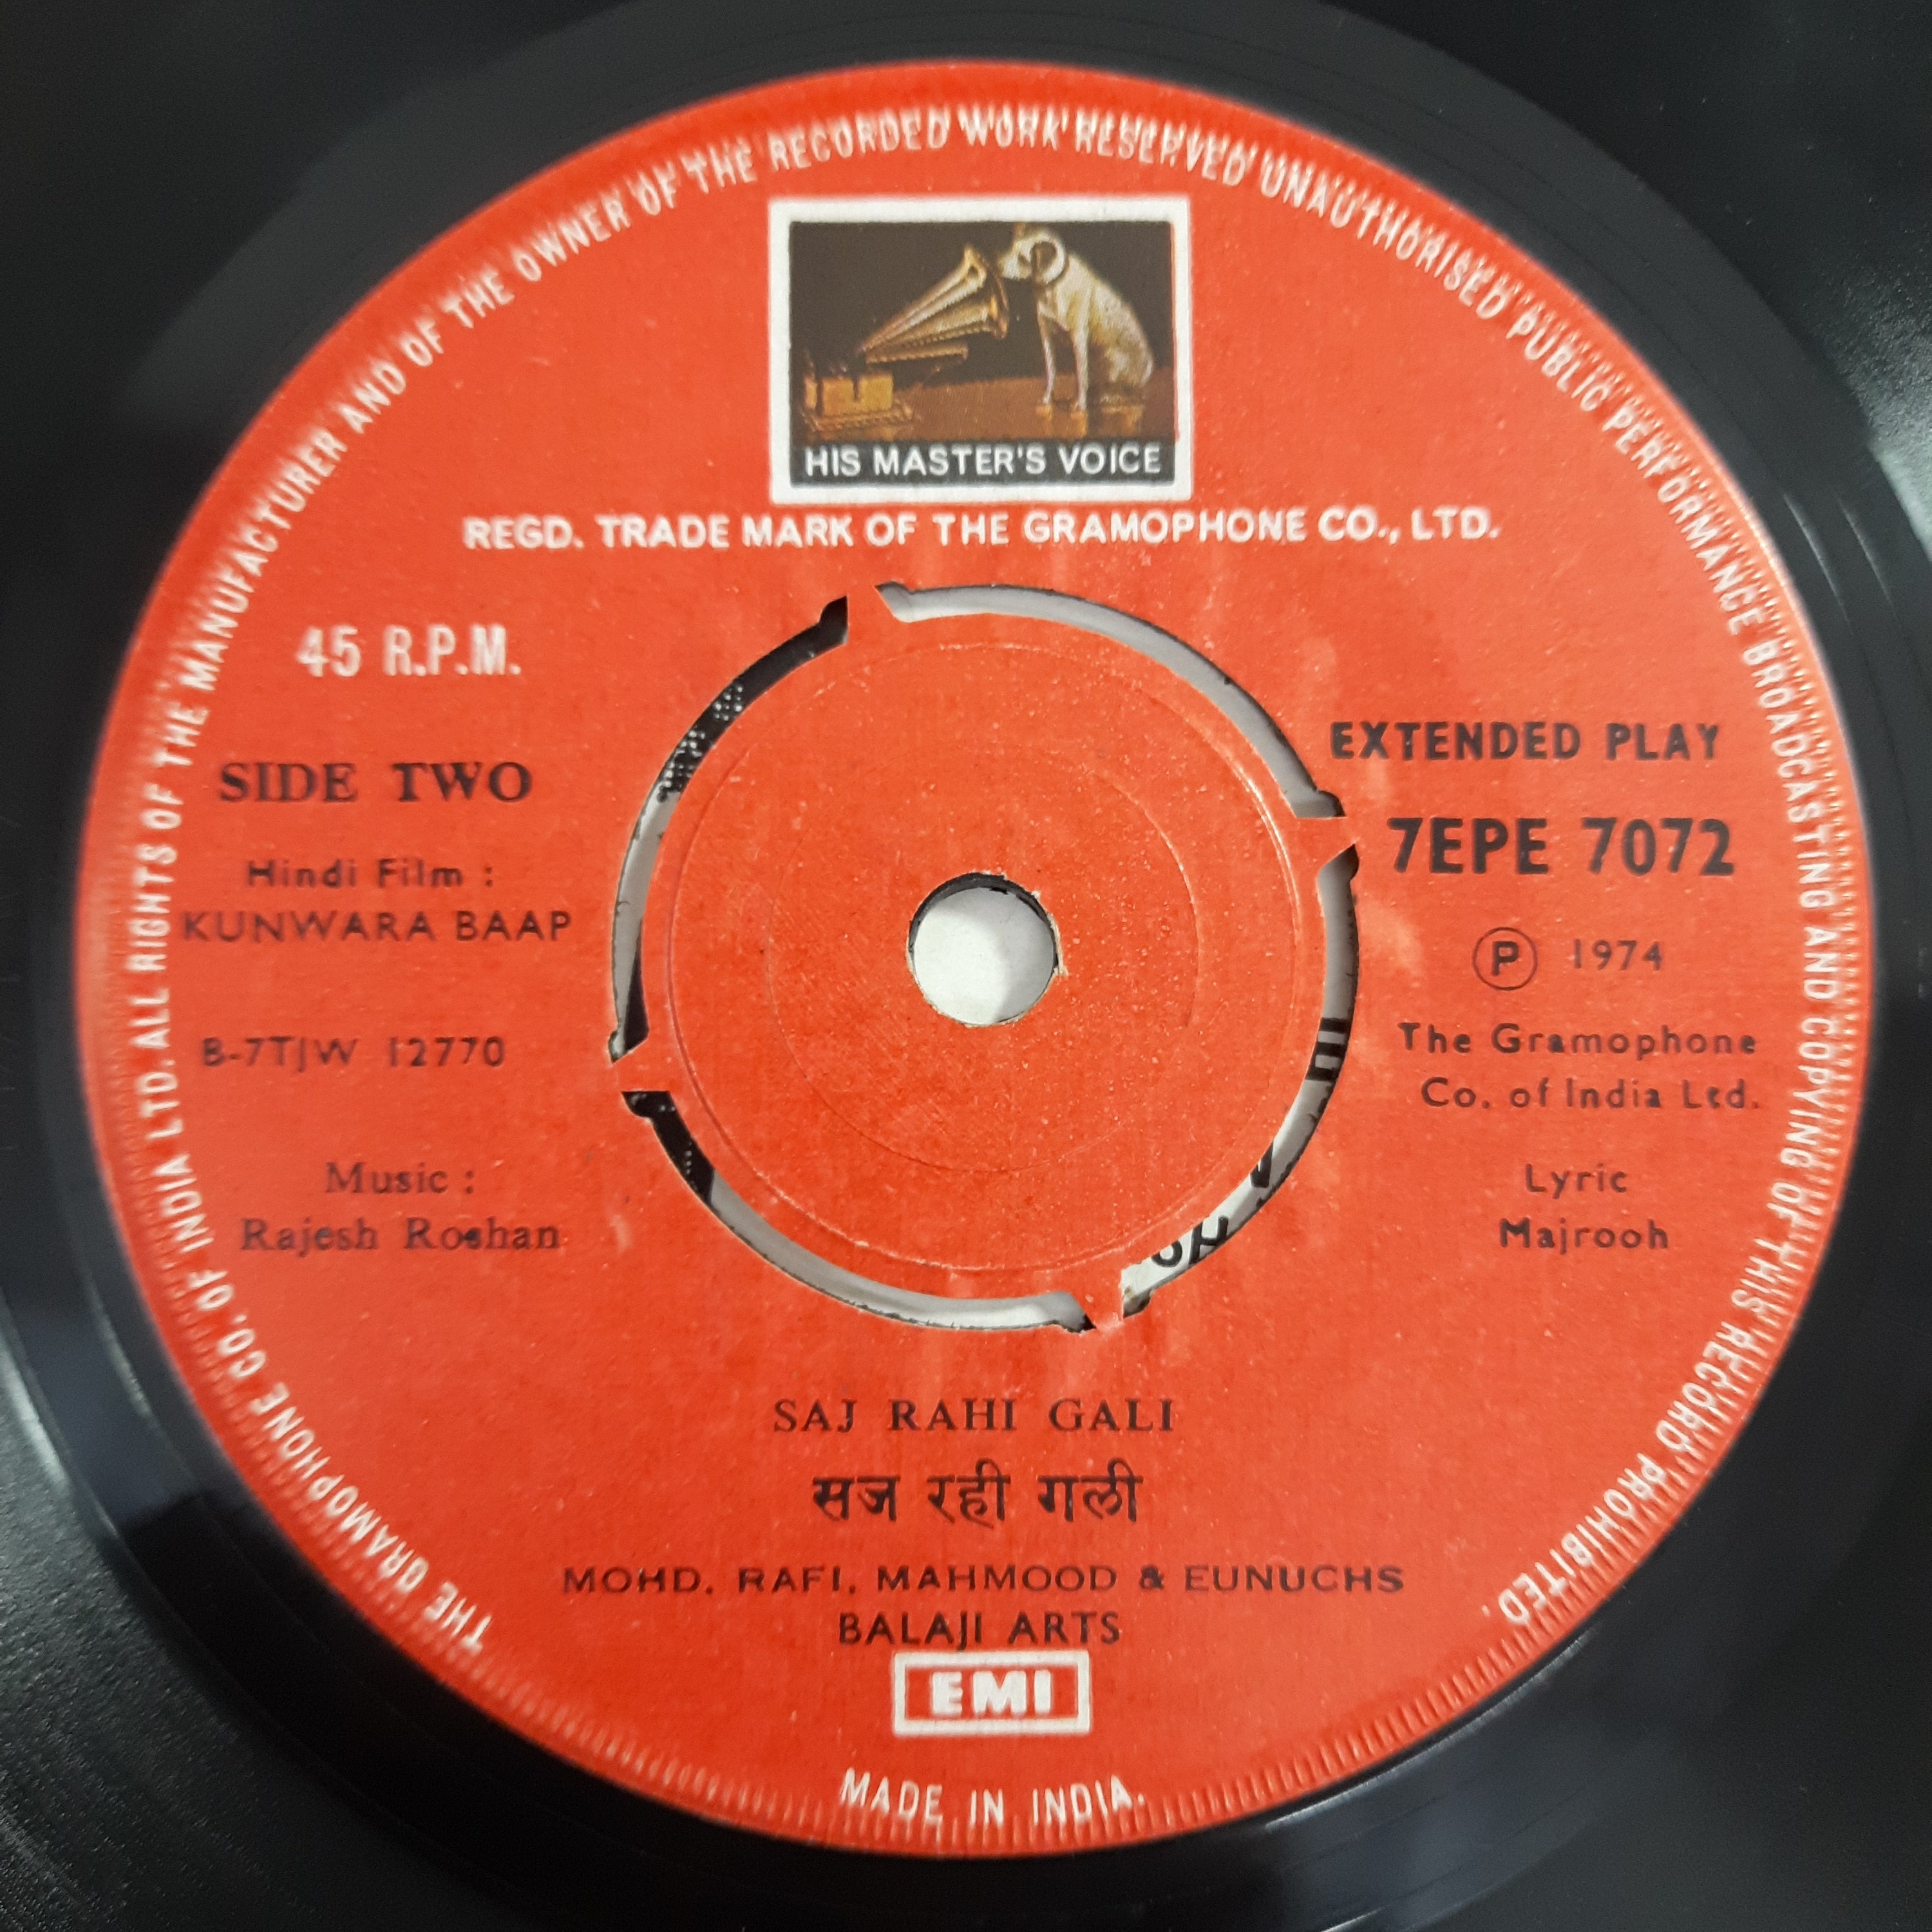 THE GRAMOPHONE CO. OF INDIA LTD. ALL RIGHTS OF THE MANUFACTURER AND OF THE OWNER OF THE RECORDED WORK RESERVED UNAUTHORISED PUBLIC PERFORMANCE BROADCASTING AND COPYING OF THIS RECORD PROHIBITED.
HIS MASTER'S VOICE
REGD. TRADE MARK OF THE GRAMOPHONE CO., LTD.
45 R.P.M.
SIDE TWO
Hindi Film :
KUNWARA BAAP
B-7TJW 12770
Music :
Rajesh Roshan
EXTENDED PLAY
7EPE 7072
Ⓟ 1974
The Gramophone
Co. of India Ltd.
Lyric
Majrooh
SAJ RAHI GALI
सज रही गली
MOHD. RAFI, MAHMOOD & EUNUCHS
BALAJI ARTS
EMI
MADE IN INDIA.